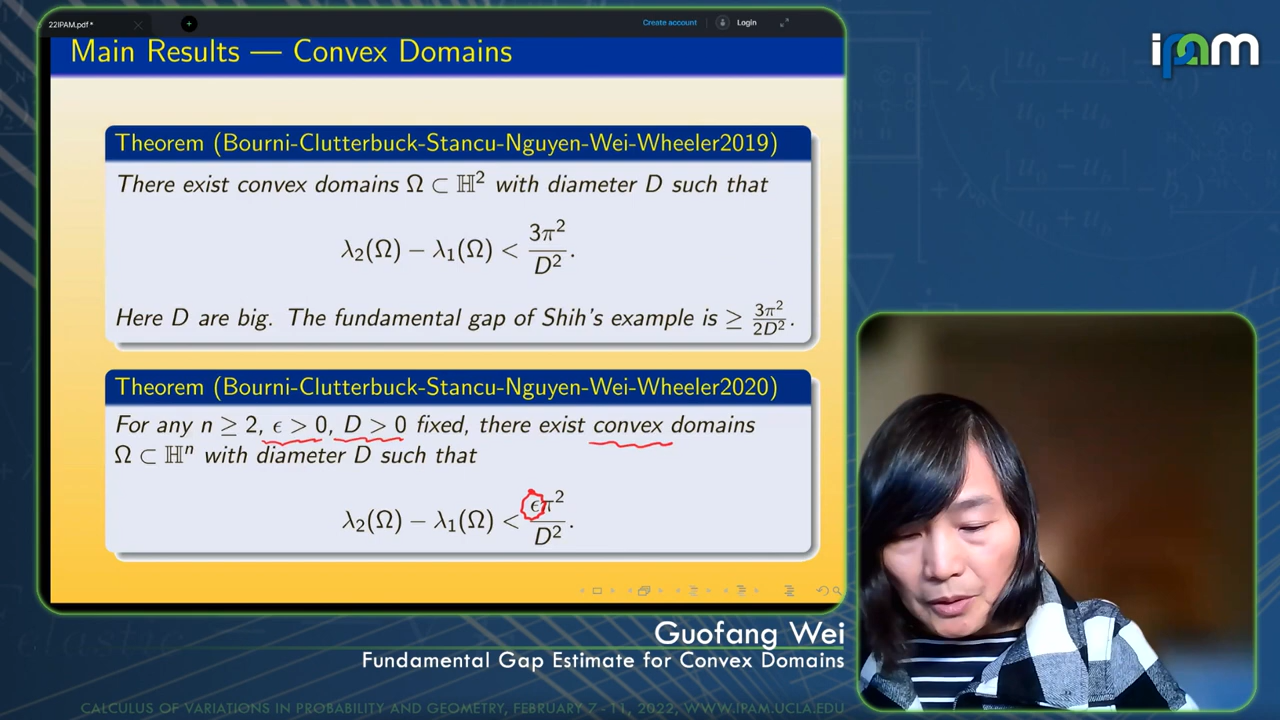 22IPAM.pdf *
Create account
Login
Main Results — Convex Domains
ipam
Theorem (Bourni-Clutterbuck-Stancu-Nguyen-Wei-Wheeler2019)
There exist convex domains Ω ⊂ ℍ² with diameter D such that
λ₂(Ω) − λ₁(Ω) < 3π²/D².
Here D are big. The fundamental gap of Shih's example is ≥ 3π²/2D².
Theorem (Bourni-Clutterbuck-Stancu-Nguyen-Wei-Wheeler2020)
For any n ≥ 2, ϵ > 0, D > 0 fixed, there exist convex domains
Ω ⊂ ℍⁿ with diameter D such that
λ₂(Ω) − λ₁(Ω) < ϵπ²/D².
Guofang Wei
Fundamental Gap Estimate for Convex Domains
CALCULUS OF VARIATIONS IN PROBABILITY AND GEOMETRY, FEBRUARY 7 - 11, 2022, WWW.IPAM.UCLA.EDU